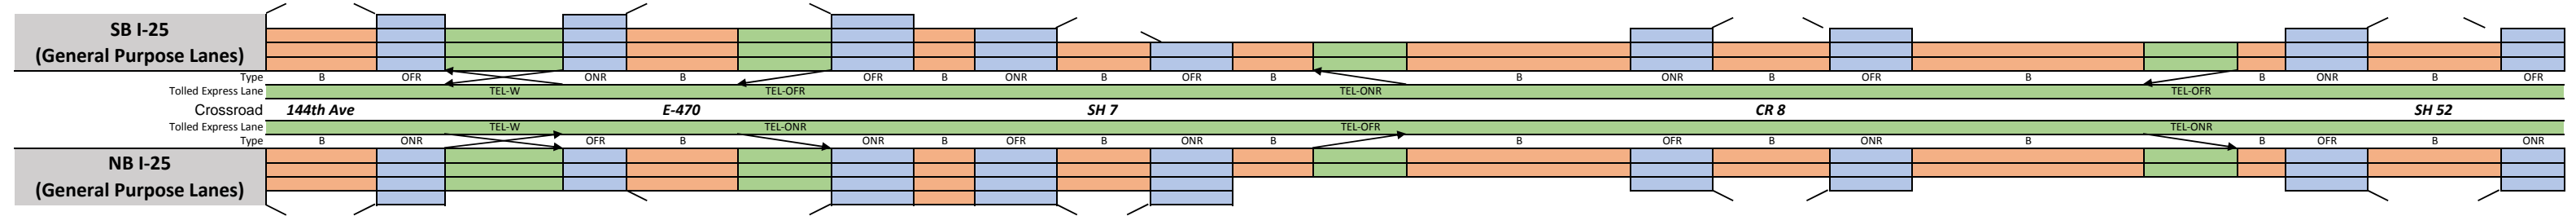 SB I-25
(General Purpose Lanes)
Type B OFR ONR B OFR B ONR B OFR B B ONR B OFR B B ONR B OFR
Tolled Express Lane TEL-W TEL-OFR TEL-ONR TEL-OFR
Crossroad 144th Ave E-470 SH 7 CR 8 SH 52
Tolled Express Lane TEL-W TEL-ONR TEL-OFR TEL-ONR
Type B ONR OFR B ONR B OFR B ONR B B OFR B ONR B B OFR B ONR
NB I-25
(General Purpose Lanes)